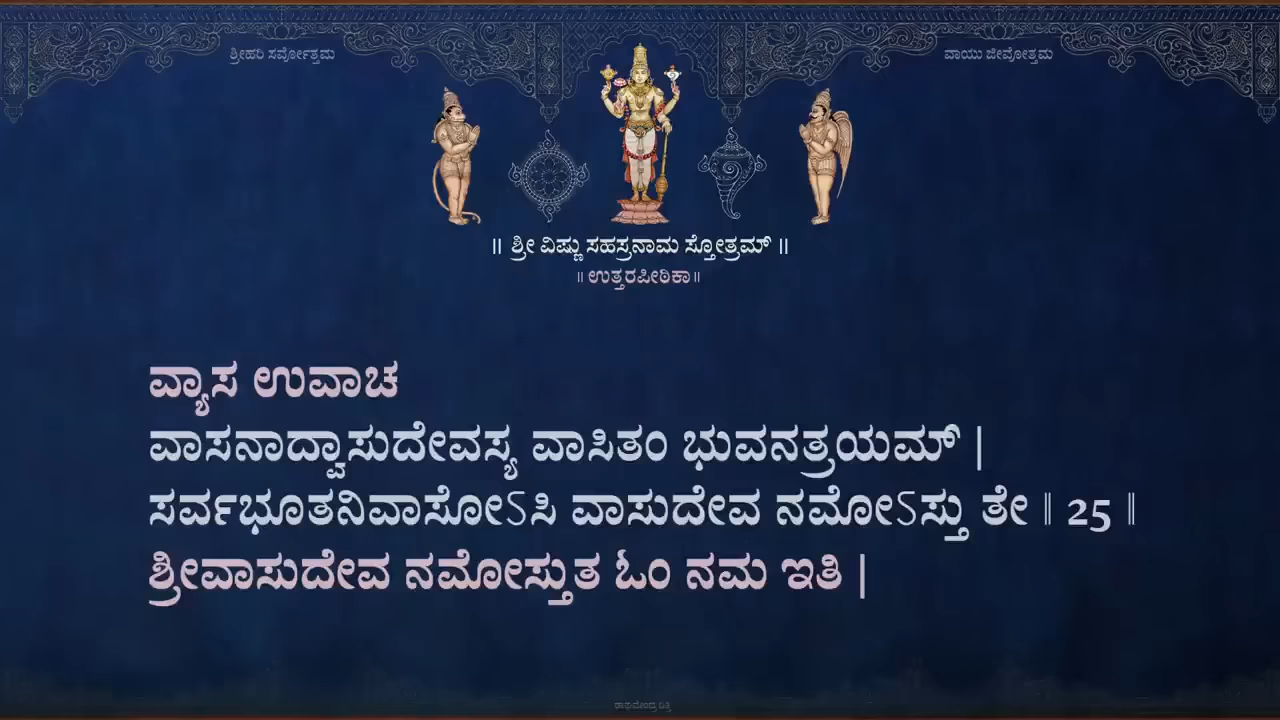 ಶ್ರೀಹರಿ ಸರ್ವೋತ್ತಮ
ವಾಯು ಜೀವೋತ್ತಮ
॥ ಶ್ರೀ ವಿಷ್ಣು ಸಹಸ್ರನಾಮ ಸ್ತೋತ್ರಮ್ ॥
॥ ಉತ್ತರಪೀಠಿಕಾ ॥
ವ್ಯಾಸ ಉವಾಚ
ವಾಸನಾದ್ವಾಸುದೇವಸ್ಯ ವಾಸಿತಂ ಭುವನತ್ರಯಮ್ |
ಸರ್ವಭೂತನಿವಾಸೋಽಸಿ ವಾಸುದೇವ ನಮೋಽಸ್ತು ತೇ ॥ 25 ॥
ಶ್ರೀವಾಸುದೇವ ನಮೋಸ್ತುತ ಓಂ ನಮ ಇತಿ |